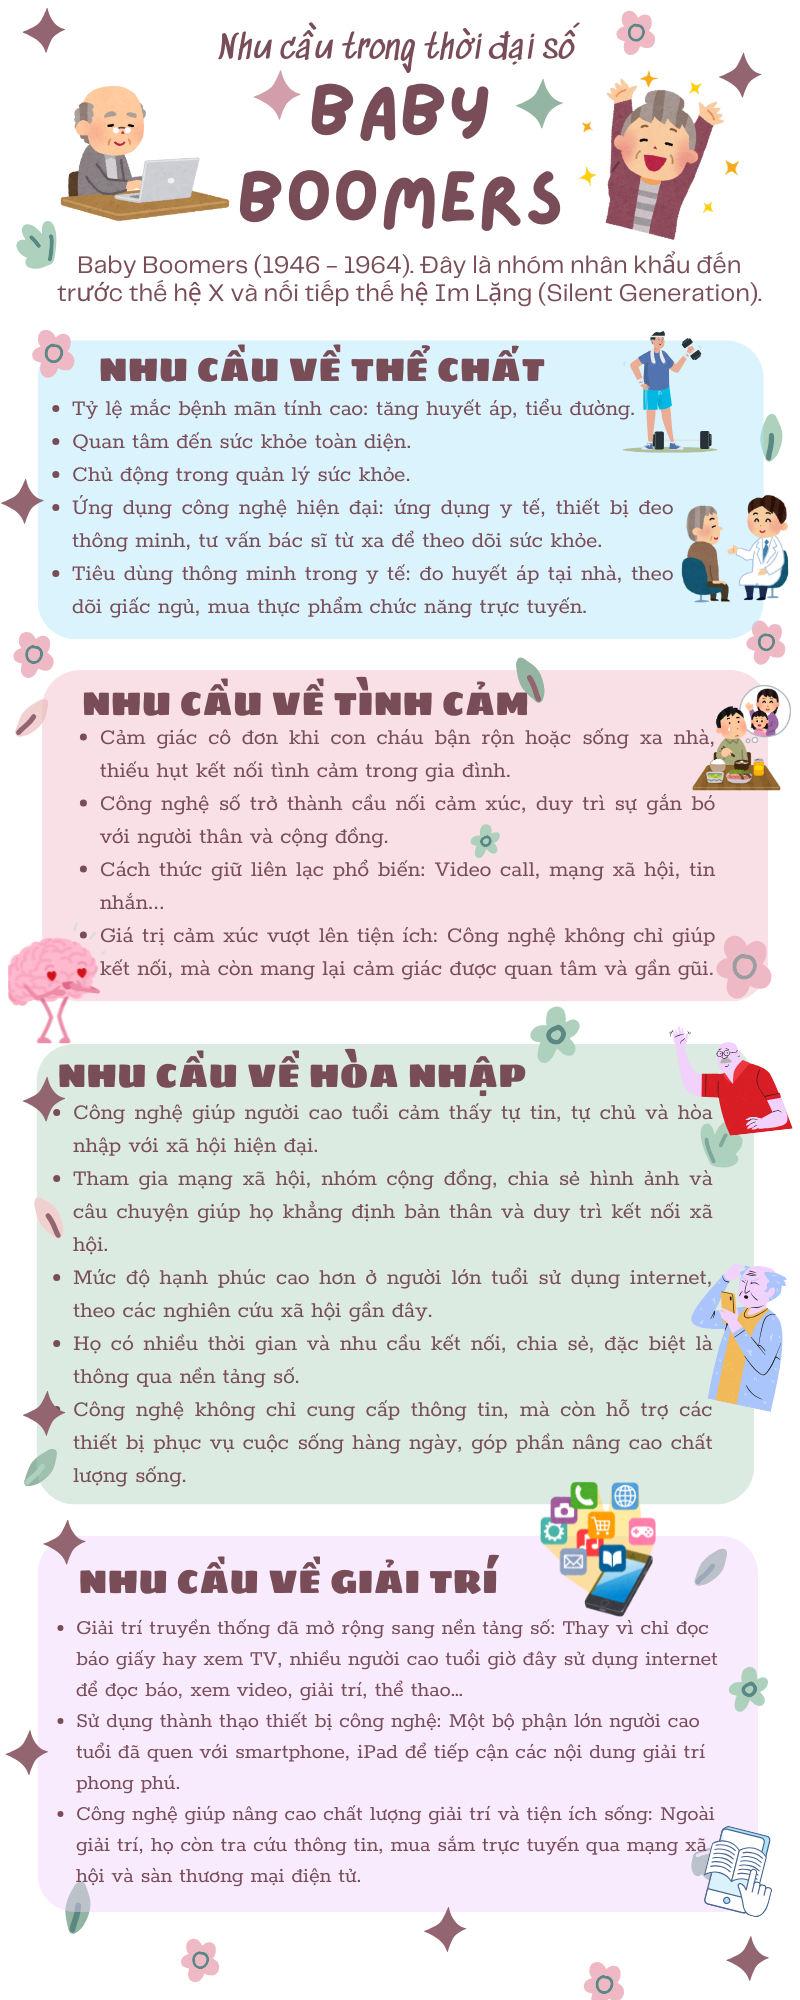 Nhu cầu trong thời đại số
BABY
BOOMERS
Baby Boomers (1946 – 1964). Đây là nhóm nhân khẩu đến
trước thế hệ X và nối tiếp thế hệ Im Lặng (Silent Generation).
NHU CẦU VỀ THỂ CHẤT
• Tỷ lệ mắc bệnh mãn tính cao: tăng huyết áp, tiểu đường.
• Quan tâm đến sức khỏe toàn diện.
• Chủ động trong quản lý sức khỏe.
• Ứng dụng công nghệ hiện đại: ứng dụng y tế, thiết bị đeo
thông minh, tư vấn bác sĩ từ xa để theo dõi sức khỏe.
• Tiêu dùng thông minh trong y tế: đo huyết áp tại nhà, theo
dõi giấc ngủ, mua thực phẩm chức năng trực tuyến.
NHU CẦU VỀ TÌNH CẢM
• Cảm giác cô đơn khi con cháu bận rộn hoặc sống xa nhà,
thiếu hụt kết nối tình cảm trong gia đình.
• Công nghệ số trở thành cầu nối cảm xúc, duy trì sự gắn bó
với người thân và cộng đồng.
• Cách thức giữ liên lạc phổ biến: Video call, mạng xã hội, tin
nhắn...
• Giá trị cảm xúc vượt lên tiện ích: Công nghệ không chỉ giúp
kết nối, mà còn mang lại cảm giác được quan tâm và gần gũi.
NHU CẦU VỀ HÒA NHẬP
• Công nghệ giúp người cao tuổi cảm thấy tự tin, tự chủ và hòa
nhập với xã hội hiện đại.
• Tham gia mạng xã hội, nhóm cộng đồng, chia sẻ hình ảnh và
câu chuyện giúp họ khẳng định bản thân và duy trì kết nối xã
hội.
• Mức độ hạnh phúc cao hơn ở người lớn tuổi sử dụng internet,
theo các nghiên cứu xã hội gần đây.
• Họ có nhiều thời gian và nhu cầu kết nối, chia sẻ, đặc biệt là
thông qua nền tảng số.
• Công nghệ không chỉ cung cấp thông tin, mà còn hỗ trợ các
thiết bị phục vụ cuộc sống hàng ngày, góp phần nâng cao chất
lượng sống.
NHU CẦU VỀ GIẢI TRÍ
• Giải trí truyền thống đã mở rộng sang nền tảng số: Thay vì chỉ đọc
báo giấy hay xem TV, nhiều người cao tuổi giờ đây sử dụng internet
để đọc báo, xem video, giải trí, thể thao...
• Sử dụng thành thạo thiết bị công nghệ: Một bộ phận lớn người cao
tuổi đã quen với smartphone, iPad để tiếp cận các nội dung giải trí
phong phú.
• Công nghệ giúp nâng cao chất lượng giải trí và tiện ích sống: Ngoài
giải trí, họ còn tra cứu thông tin, mua sắm trực tuyến qua mạng xã
hội và sàn thương mại điện tử.